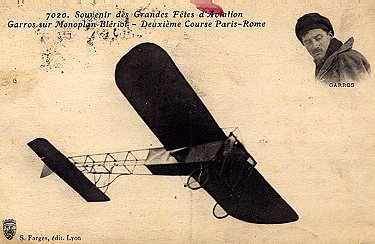 7020. Souvenir des Grandes Fêtes d'Aviation
Garros sur Monoplan Blériot - Deuxième Course Paris-Rome
GARROS
S. Farges, édit. Lyon